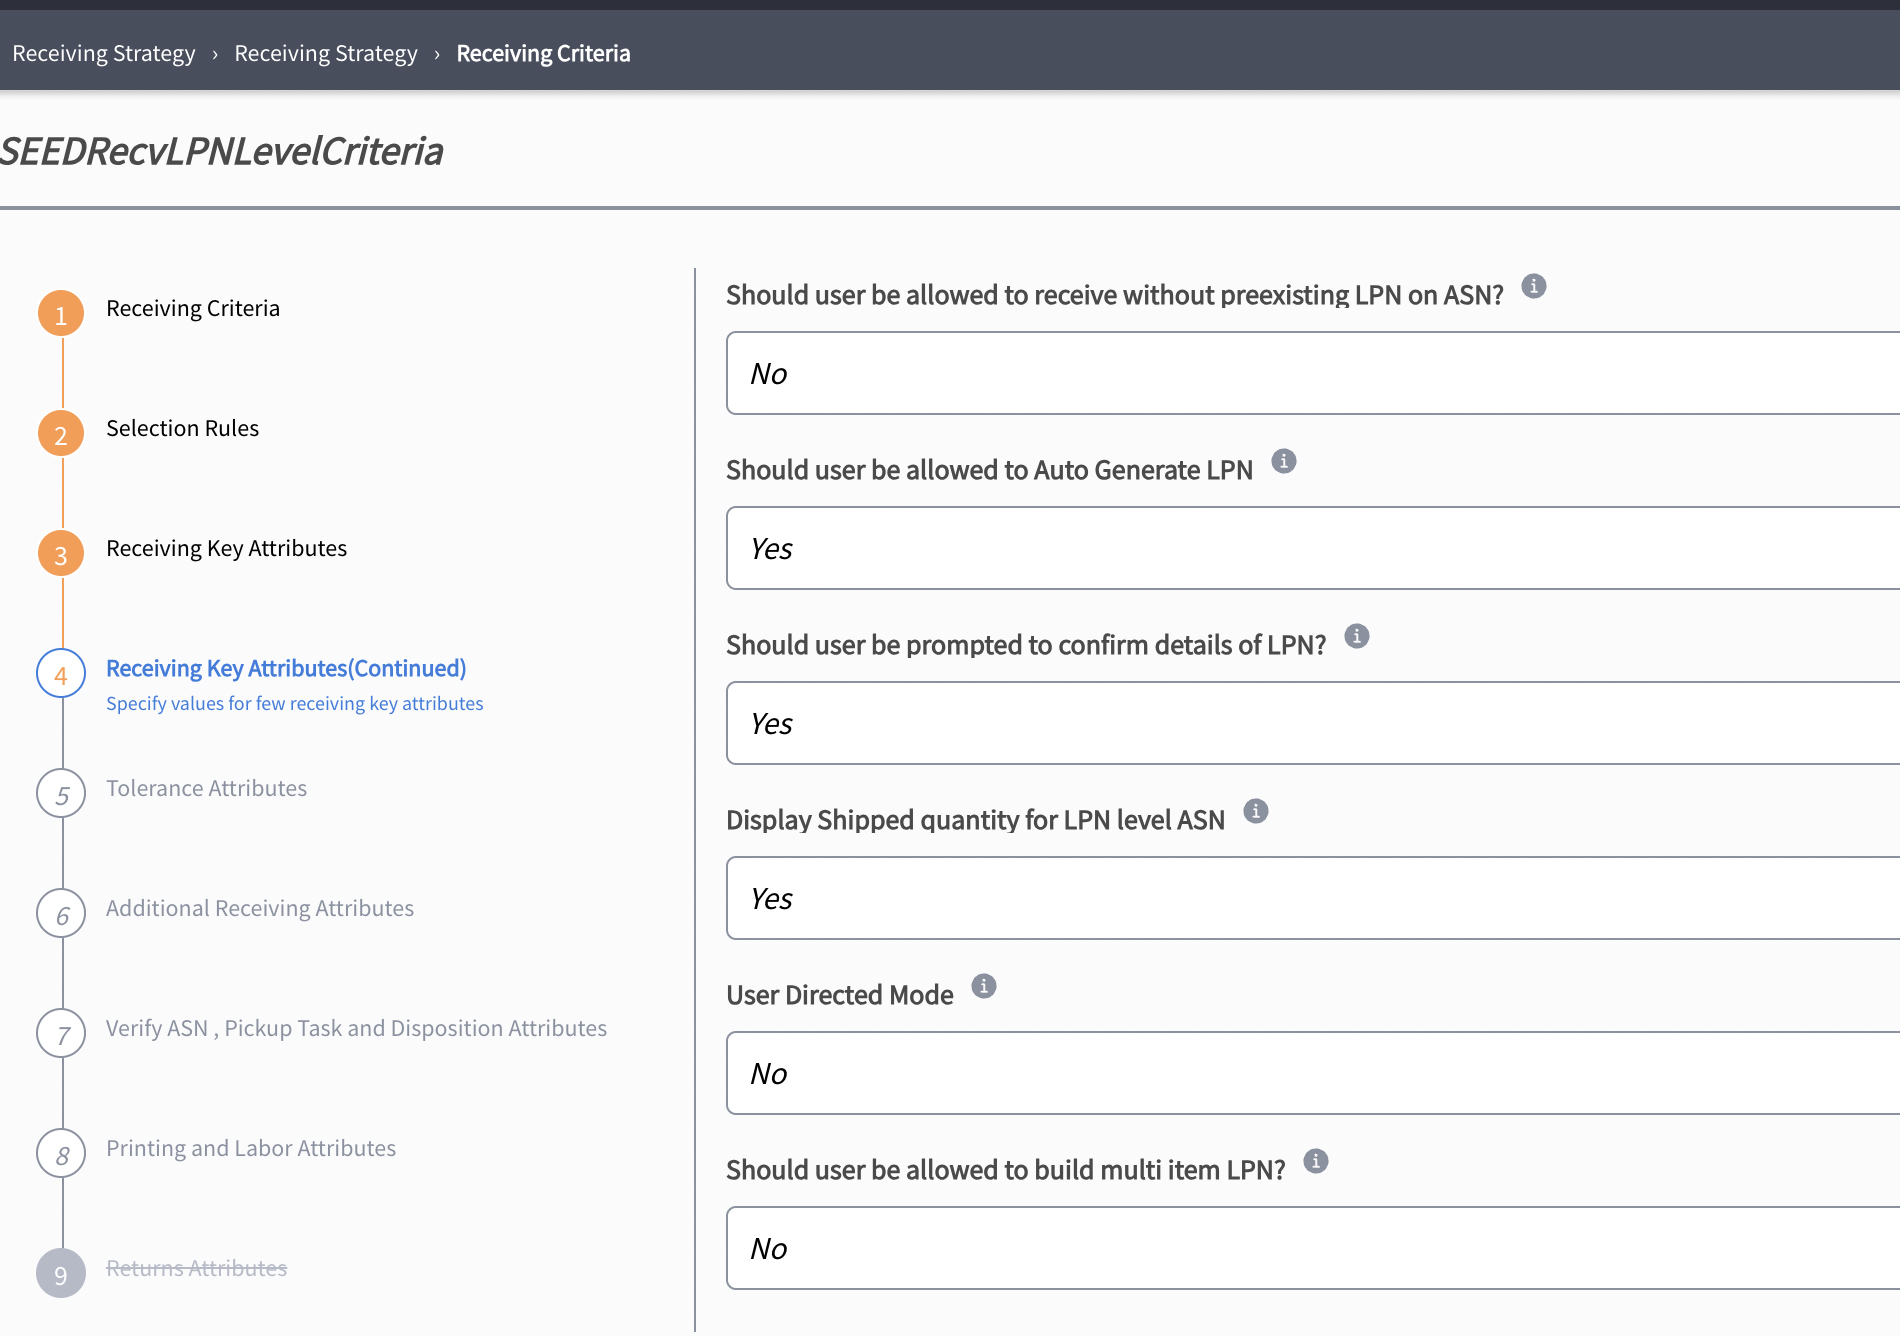 Receiving Strategy › Receiving Strategy › Receiving Criteria
SEEDRecvLPNLevelCriteria
1 Receiving Criteria
2 Selection Rules
3 Receiving Key Attributes
4 Receiving Key Attributes(Continued)
Specify values for few receiving key attributes
5 Tolerance Attributes
6 Additional Receiving Attributes
7 Verify ASN , Pickup Task and Disposition Attributes
8 Printing and Labor Attributes
9 Returns Attributes
Should user be allowed to receive without preexisting LPN on ASN?
No
Should user be allowed to Auto Generate LPN
Yes
Should user be prompted to confirm details of LPN?
Yes
Display Shipped quantity for LPN level ASN
Yes
User Directed Mode
No
Should user be allowed to build multi item LPN?
No